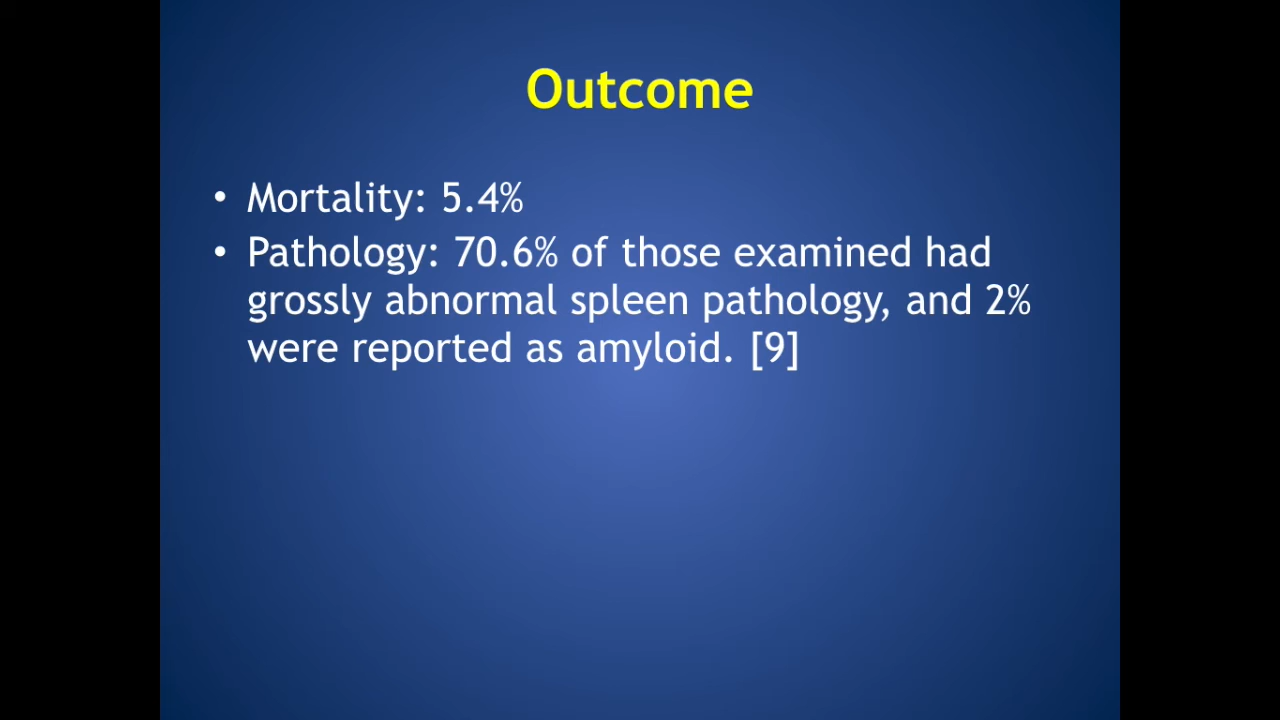 Outcome
• Mortality: 5.4%
• Pathology: 70.6% of those examined had
grossly abnormal spleen pathology, and 2%
were reported as amyloid. [9]